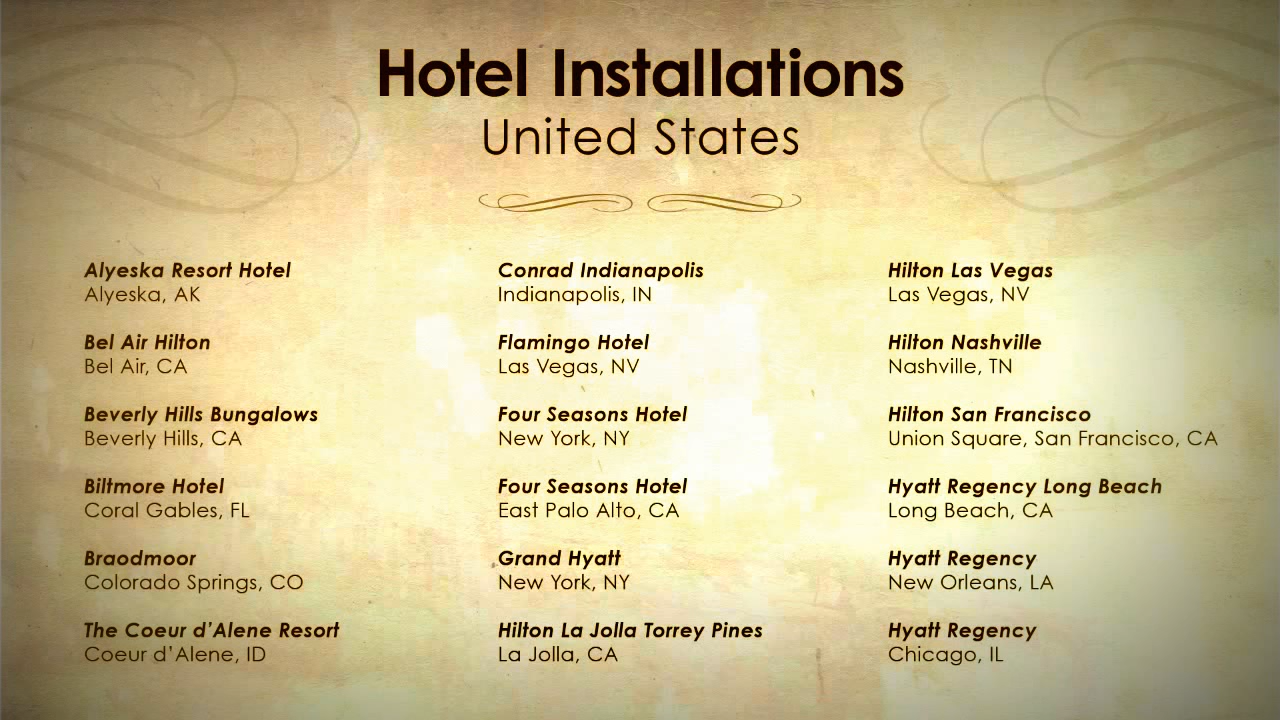 Hotel Installations
United States
Alyeska Resort Hotel
Alyeska, AK
Bel Air Hilton
Bel Air, CA
Beverly Hills Bungalows
Beverly Hills, CA
Biltmore Hotel
Coral Gables, FL
Braodmoor
Colorado Springs, CO
The Coeur d’Alene Resort
Coeur d’Alene, ID
Conrad Indianapolis
Indianapolis, IN
Flamingo Hotel
Las Vegas, NV
Four Seasons Hotel
New York, NY
Four Seasons Hotel
East Palo Alto, CA
Grand Hyatt
New York, NY
Hilton La Jolla Torrey Pines
La Jolla, CA
Hilton Las Vegas
Las Vegas, NV
Hilton Nashville
Nashville, TN
Hilton San Francisco
Union Square, San Francisco, CA
Hyatt Regency Long Beach
Long Beach, CA
Hyatt Regency
New Orleans, LA
Hyatt Regency
Chicago, IL